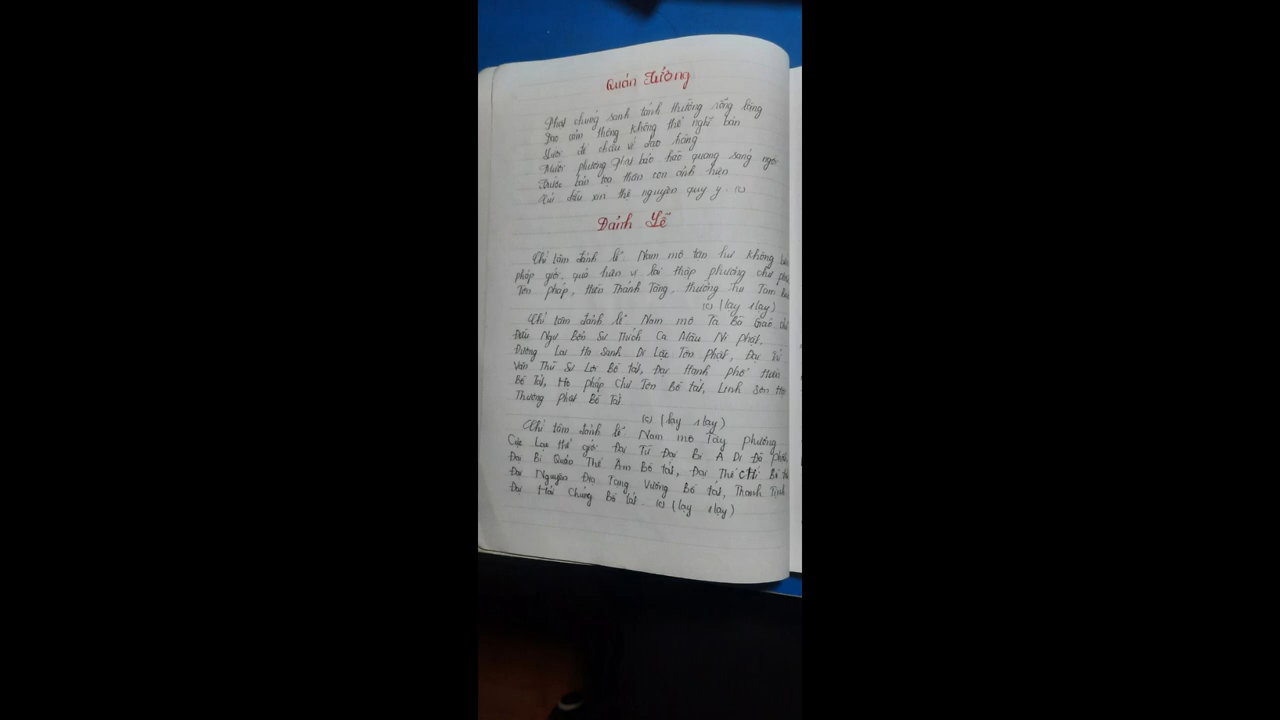 Quán Tưởng
Phật chúng sanh tánh thường rỗng lặng
Đạo cảm thông không thể nghĩ bàn
Lưới đế châu ví đạo tràng
Mười phương Phật bảo hào quang sáng ngời
Trước bảo tọa thân con ảnh hiện
Cúi đầu xin thệ nguyện quy y. (c)
Đảnh Lễ
Chí tâm đảnh lễ: Nam mô tận hư không
pháp giới, quá hiện vị lai thập phương chư
Tôn pháp, Hiền Thánh Tăng, thường trụ Tam
(c) (lạy 1 lạy)
Chí tâm đảnh lễ: Nam mô Ta Bà Giáo
Điều Ngự Bổn Sư Thích Ca Mâu Ni Phật,
Đương Lai Hạ Sanh Di Lặc Tôn Phật, Đại Trí
Văn Thù Sư Lợi Bồ tát, Đại Hạnh phổ Hiền
Bồ Tát, Hộ pháp Chư Tôn Bồ tát, Linh Sơn
Thượng Phật Bồ Tát.
(c) (lạy 1 lạy)
Chí tâm đảnh lễ: Nam mô Tây phương
Cực Lạc thế giới Đại Từ Đại Bi A Di Đà
Đại Bi Quán Thế Âm Bồ tát, Đại Thế Chí Bồ
Đại Nguyện Địa Tạng Vương Bồ tát, Thanh Tịnh
Đại Hải Chúng Bồ tát. (c) (lạy 1 lạy)